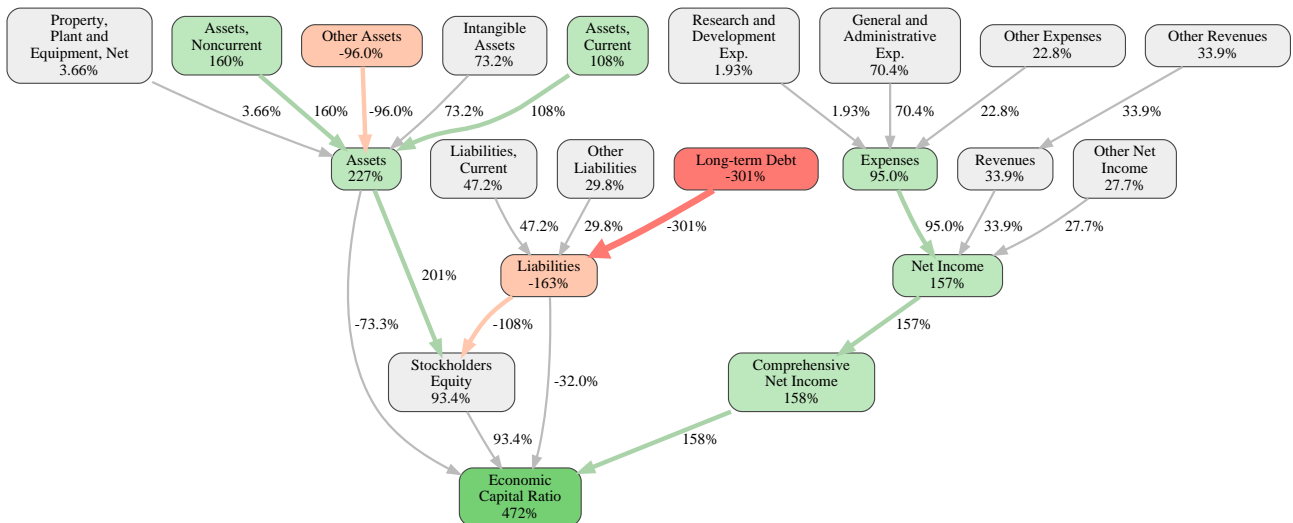 Property,
Plant and
Equipment, Net
3.66%
Assets,
Noncurrent
160%
Other Assets
-96.0%
Intangible
Assets
73.2%
Assets,
Current
108%
Research and
Development
Exp.
1.93%
General and
Administrative
Exp.
70.4%
Other Expenses
22.8%
Other Revenues
33.9%
3.66%
160%
-96.0%
73.2%
108%
1.93%
70.4%
22.8%
33.9%
Assets
227%
Liabilities,
Current
47.2%
Other
Liabilities
29.8%
Long-term Debt
-301%
Expenses
95.0%
Revenues
33.9%
Other Net
Income
27.7%
47.2%
29.8%
-301%
95.0%
33.9%
27.7%
201%
Liabilities
-163%
Net Income
157%
-73.3%
-108%
157%
Stockholders
Equity
93.4%
-32.0%
Comprehensive
Net Income
158%
93.4%
158%
Economic
Capital Ratio
472%